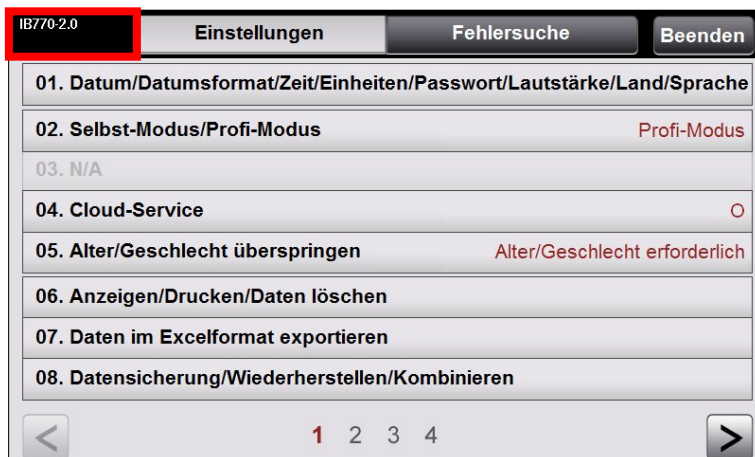 IB770-2.0
Einstellungen
Fehlersuche
Beenden
01. Datum/Datumsformat/Zeit/Einheiten/Passwort/Lautstärke/Land/Sprache
02. Selbst-Modus/Profi-Modus Profi-Modus
03. N/A
04. Cloud-Service O
05. Alter/Geschlecht überspringen Alter/Geschlecht erforderlich
06. Anzeigen/Drucken/Daten löschen
07. Daten im Excelformat exportieren
08. Datensicherung/Wiederherstellen/Kombinieren
< 1 2 3 4 >